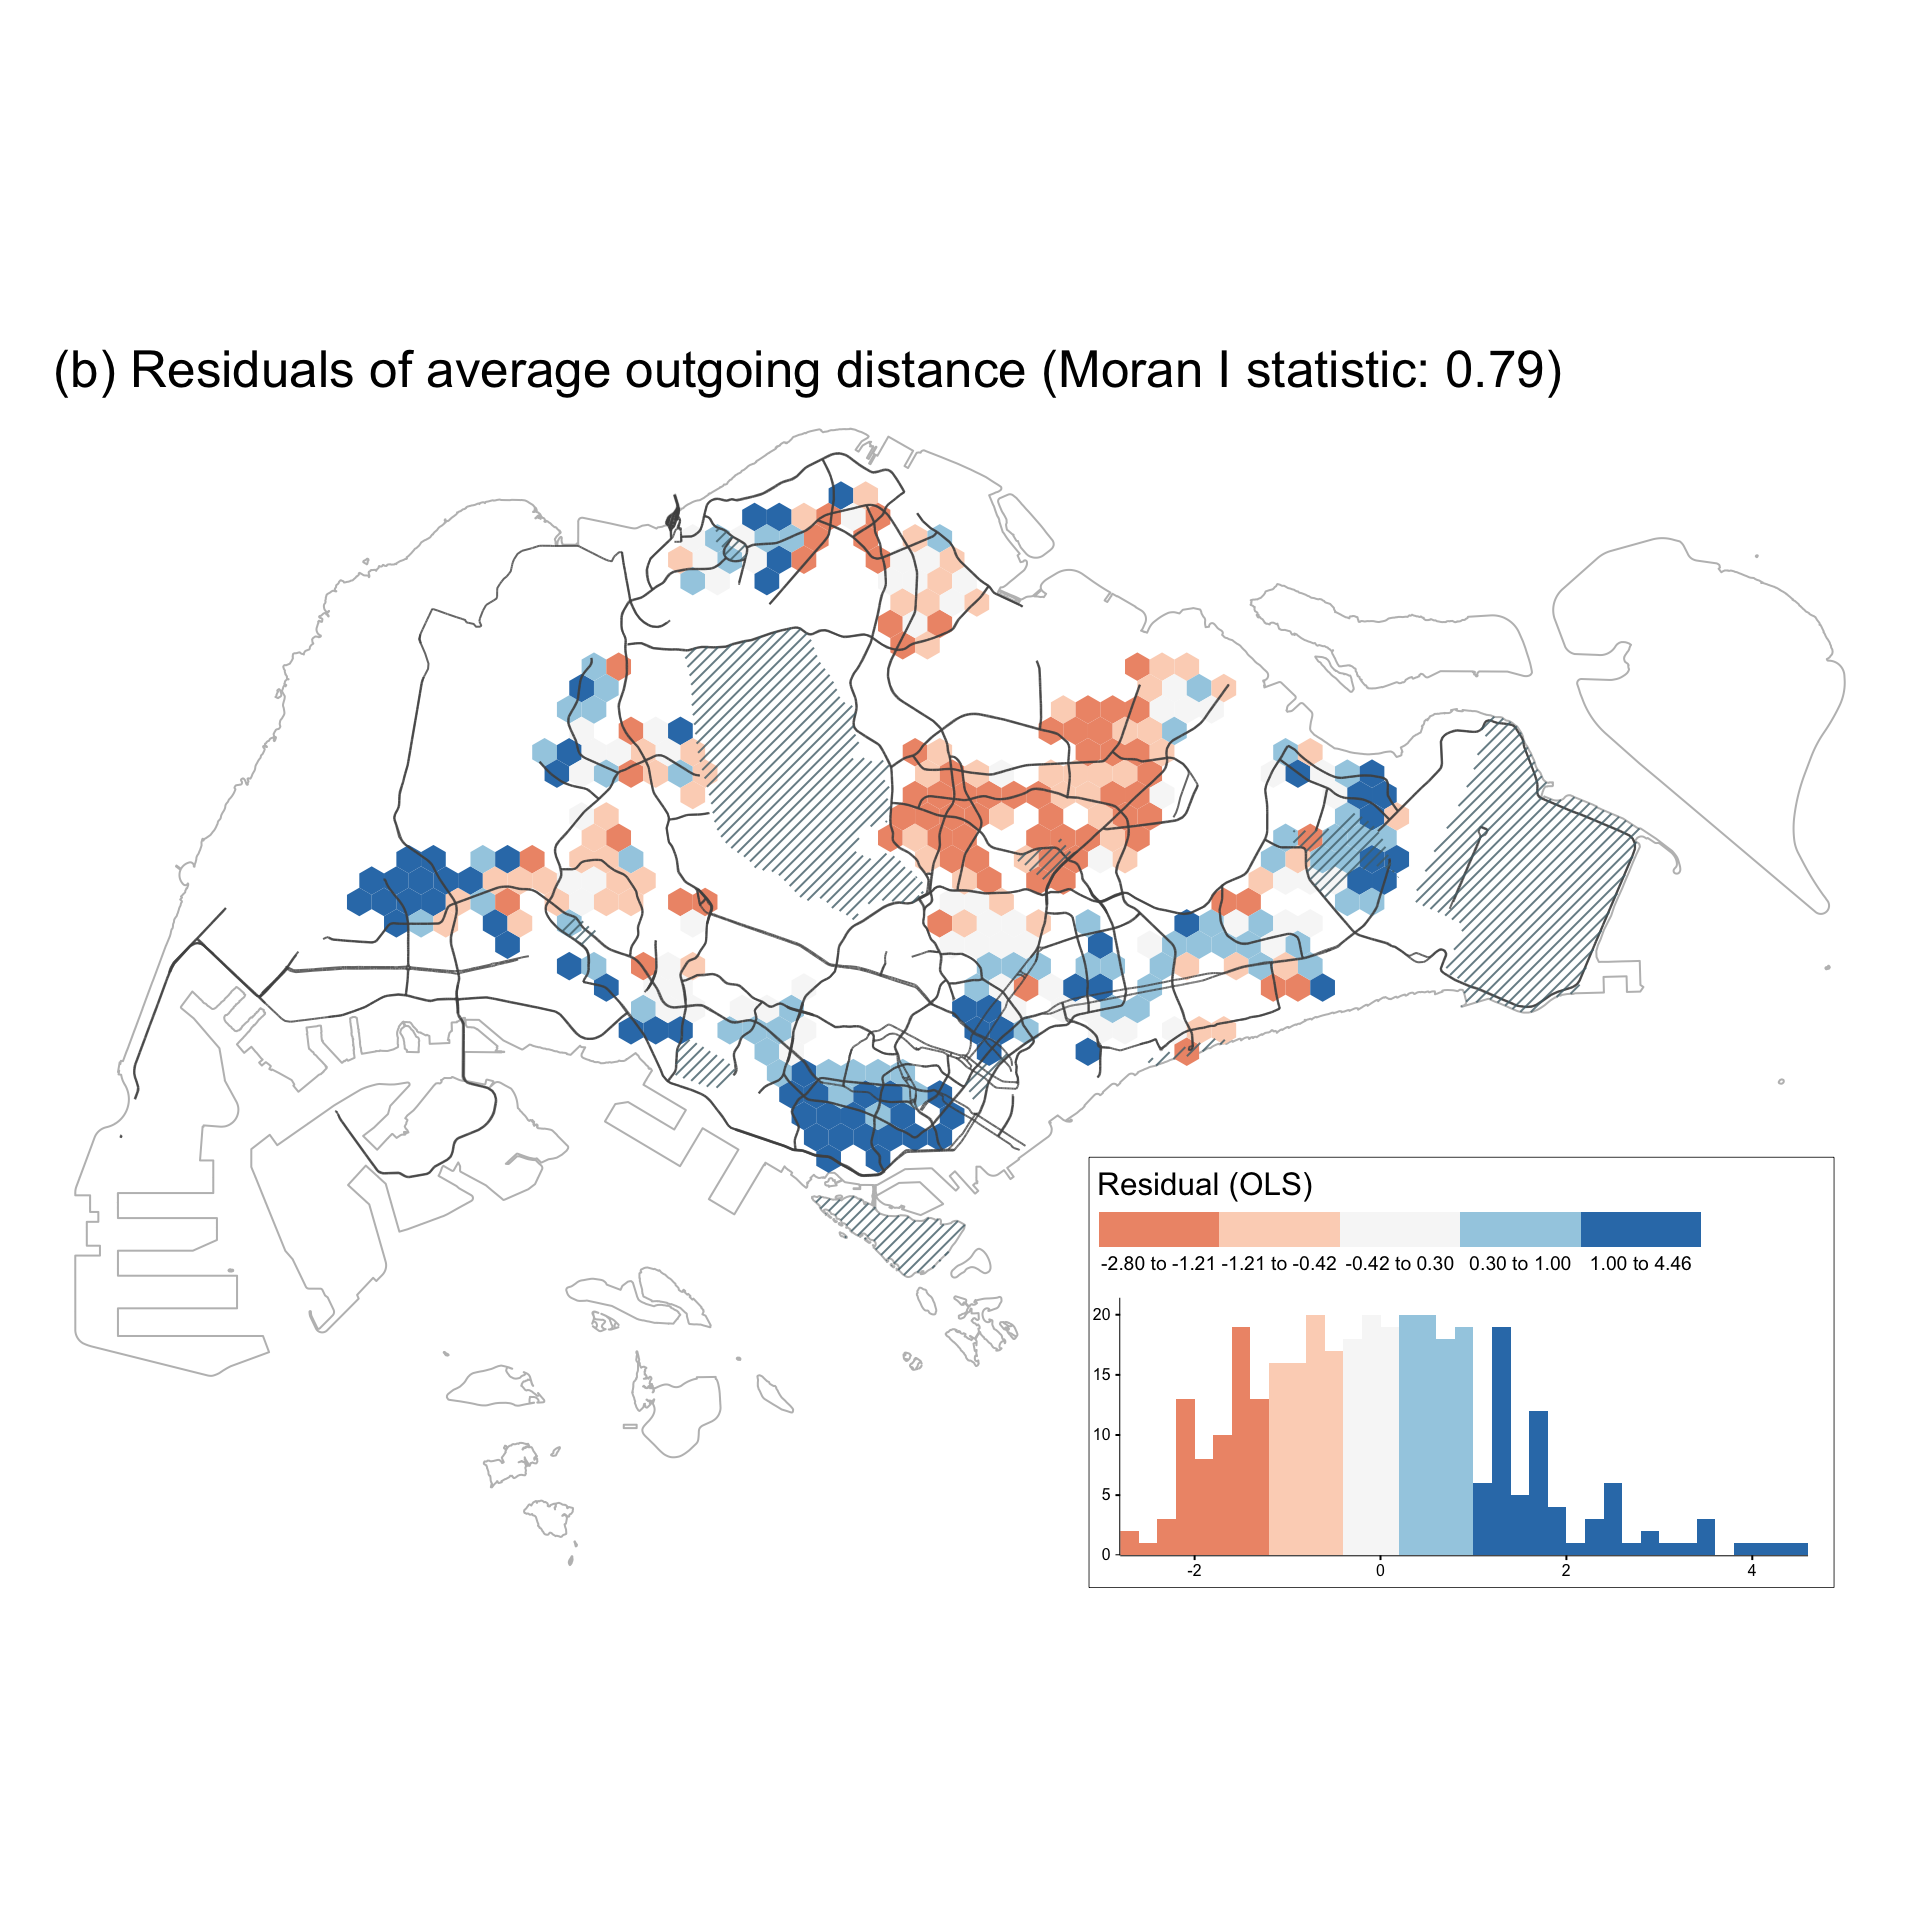 (b) Residuals of average outgoing distance (Moran I statistic: 0.79)
Residual (OLS)
-2.80 to -1.21 -1.21 to -0.42 -0.42 to 0.30 0.30 to 1.00 1.00 to 4.46
20
15
10
5
0
-2 0 2 4